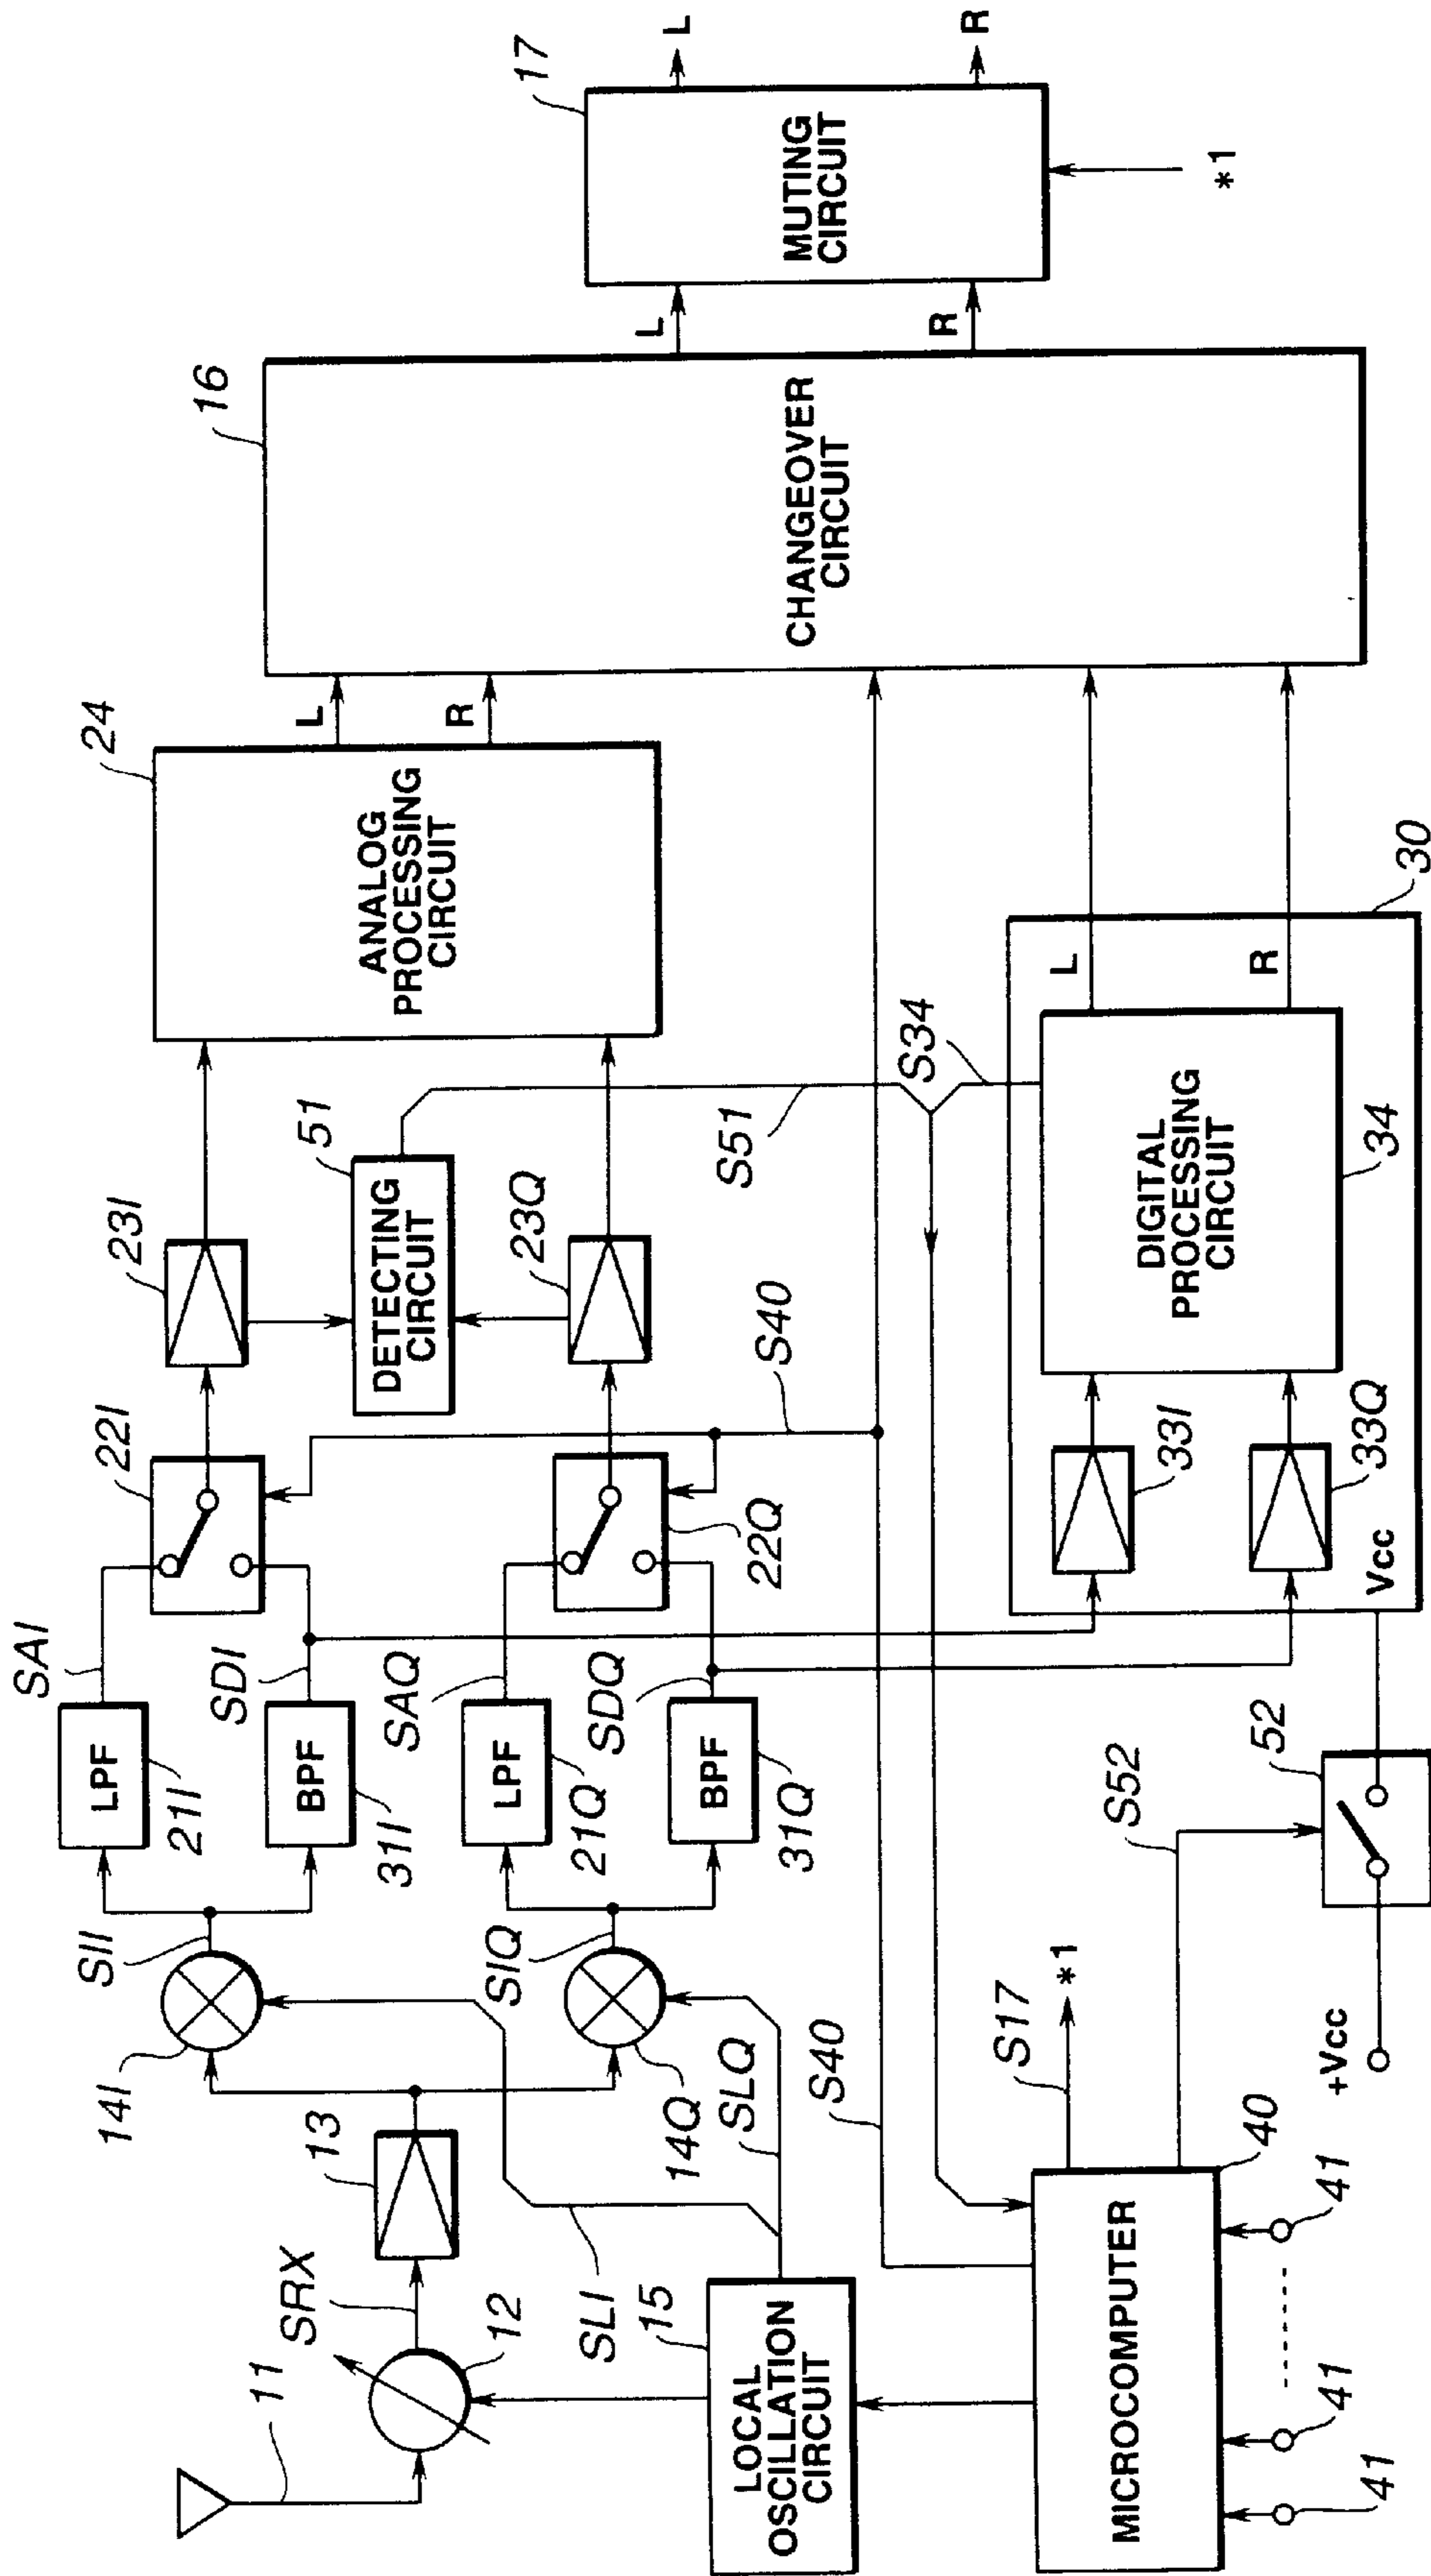 11
SRX
12
13
14I
SII
SAI
LPF
21I
SDI
BPF
31I
22I
23I
24
ANALOG
PROCESSING
CIRCUIT
L
R
16
CHANGEOVER
CIRCUIT
L
R
17
MUTING
CIRCUIT
L
R
*1
51
DETECTING
CIRCUIT
S51
SLI
15
LOCAL
OSCILLATION
CIRCUIT
SLQ
14Q
SIQ
SAQ
LPF
21Q
SDQ
BPF
31Q
22Q
23Q
S40
S40
S34
MICROCOMPUTER
40
41
41
41
S17
*1
S52
52
+Vcc
Vcc
33I
33Q
DIGITAL
PROCESSING
CIRCUIT
34
L
R
30